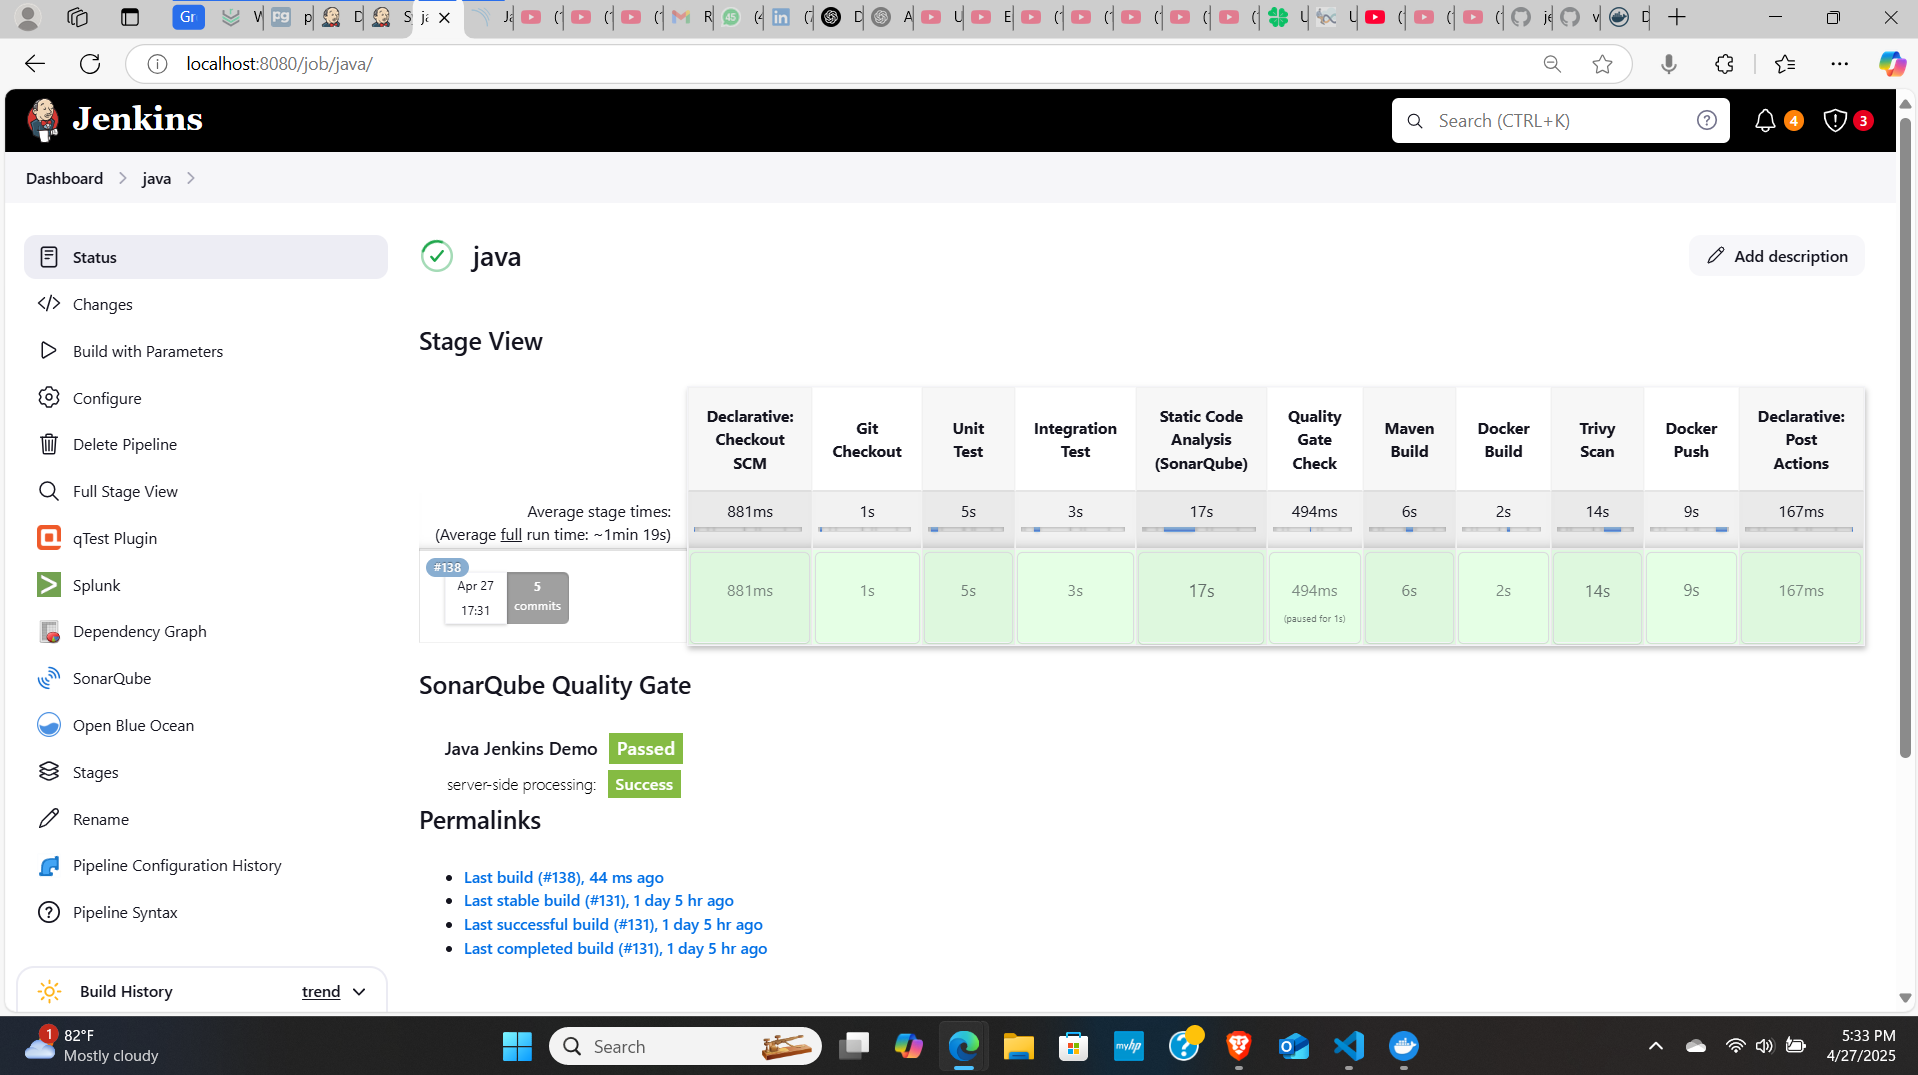 Gr
localhost:8080/job/java/
Jenkins
Search (CTRL+K)
4
3
Dashboard
java
Status
Changes
Build with Parameters
Configure
Delete Pipeline
Full Stage View
qTest Plugin
Splunk
Dependency Graph
SonarQube
Open Blue Ocean
Stages
Rename
Pipeline Configuration History
Pipeline Syntax
Build History
trend
java
Add description
Stage View
Declarative: Checkout SCM
Git Checkout
Unit Test
Integration Test
Static Code Analysis (SonarQube)
Quality Gate Check
Maven Build
Docker Build
Trivy Scan
Docker Push
Declarative: Post Actions
Average stage times:
(Average full run time: ~1min 19s)
881ms 1s 5s 3s 17s 494ms 6s 2s 14s 9s 167ms
#138
Apr 27
17:31
5
commits
881ms 1s 5s 3s 17s 494ms 6s 2s 14s 9s 167ms
(paused for 1s)
SonarQube Quality Gate
Java Jenkins Demo Passed
server-side processing: Success
Permalinks
Last build (#138), 44 ms ago
Last stable build (#131), 1 day 5 hr ago
Last successful build (#131), 1 day 5 hr ago
Last completed build (#131), 1 day 5 hr ago
1
82°F
Mostly cloudy
Search
myhp
5:33 PM
4/27/2025